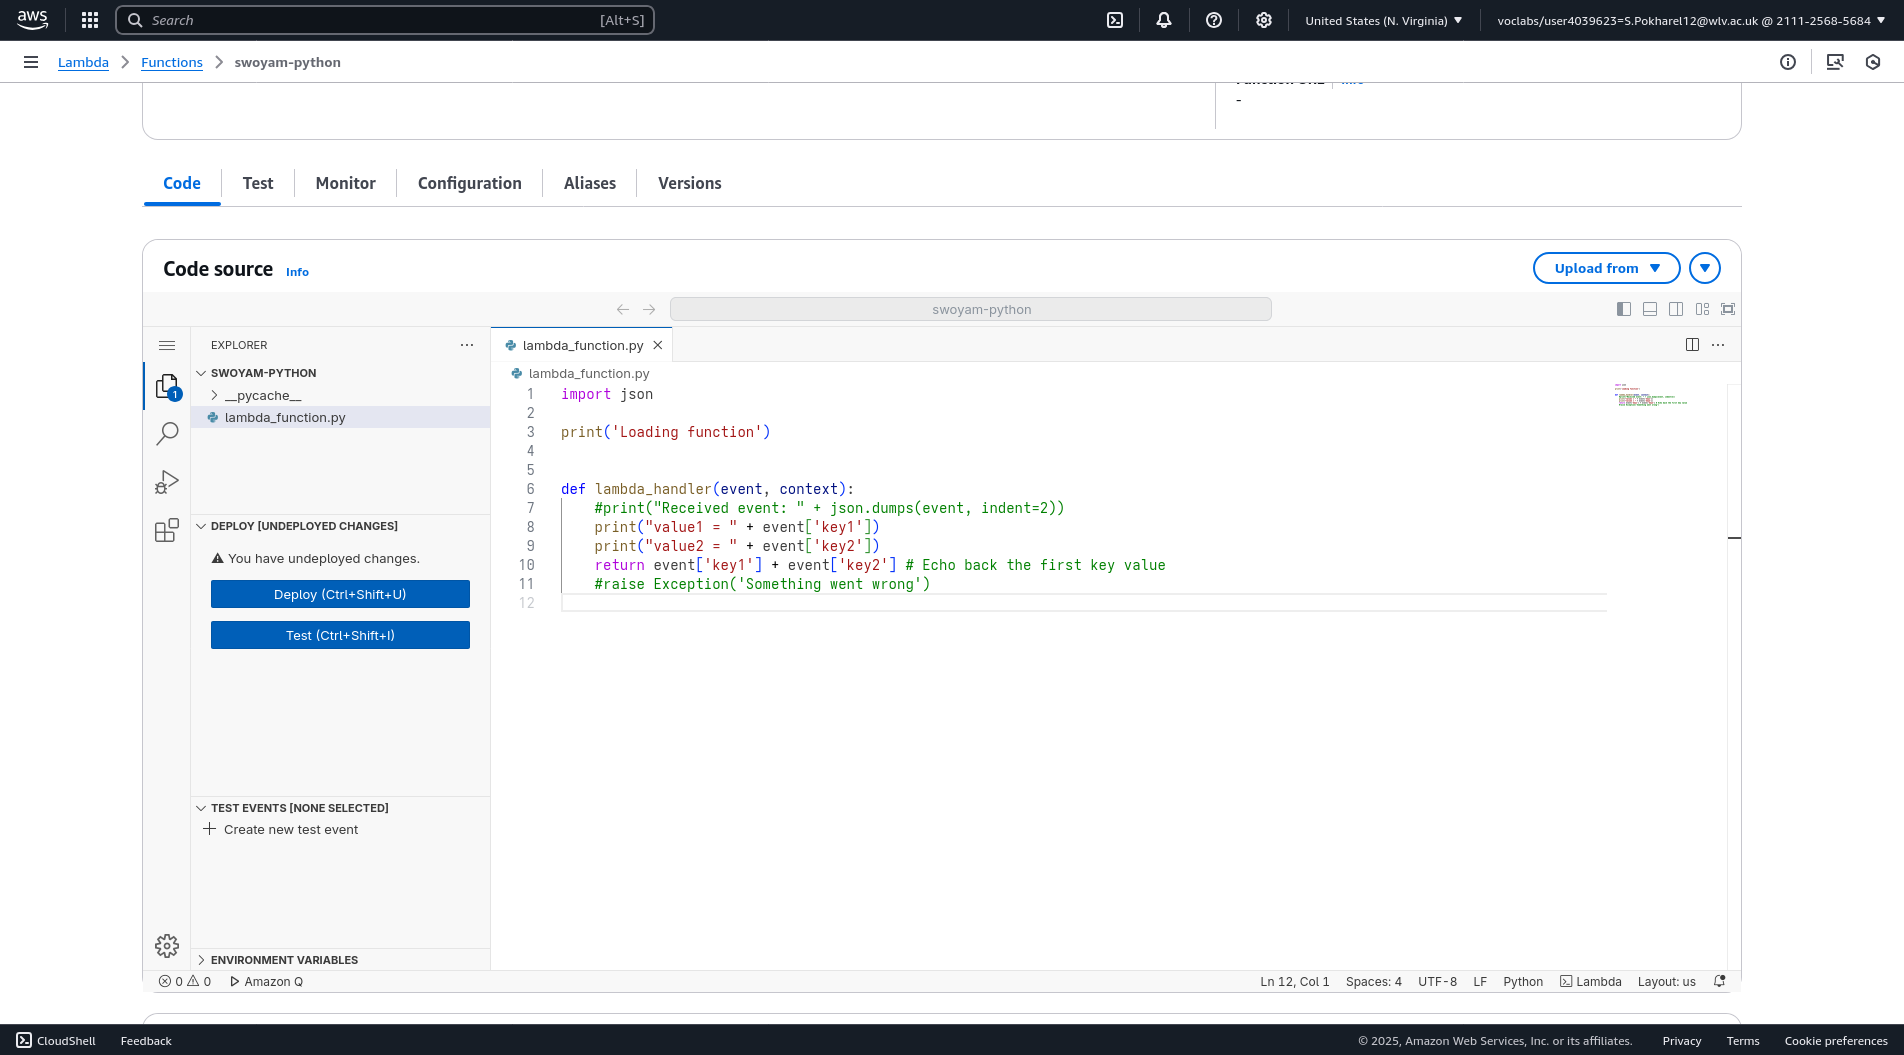 aws Search [Alt+S] United States (N. Virginia) voclabs/user4039623=S.Pokharel12@wlv.ac.uk @ 2111-2568-5684
Lambda Functions swoyam-python
-
Code Test Monitor Configuration Aliases Versions
Code source Info Upload from
swoyam-python
EXPLORER
SWOYAM-PYTHON
__pycache__
lambda_function.py
1
DEPLOY [UNDEPLOYED CHANGES]
You have undeployed changes.
Deploy (Ctrl+Shift+U)
Test (Ctrl+Shift+I)
TEST EVENTS [NONE SELECTED]
Create new test event
ENVIRONMENT VARIABLES
lambda_function.py
lambda_function.py
1 import json
2
3 print('Loading function')
4
5
6 def lambda_handler(event, context):
7 #print("Received event: " + json.dumps(event, indent=2))
8 print("value1 = " + event['key1'])
9 print("value2 = " + event['key2'])
10 return event['key1'] + event['key2'] # Echo back the first key value
11 #raise Exception('Something went wrong')
12
0 0 Amazon Q Ln 12, Col 1 Spaces: 4 UTF-8 LF Python Lambda Layout: us
CloudShell Feedback © 2025, Amazon Web Services, Inc. or its affiliates. Privacy Terms Cookie preferences